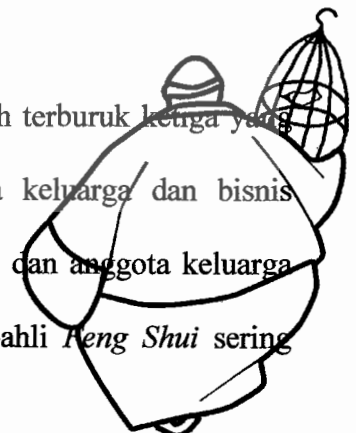 h terburuk ketiga yang
keluarga dan bisnis
dan anggota keluarga
ahli Feng Shui sering